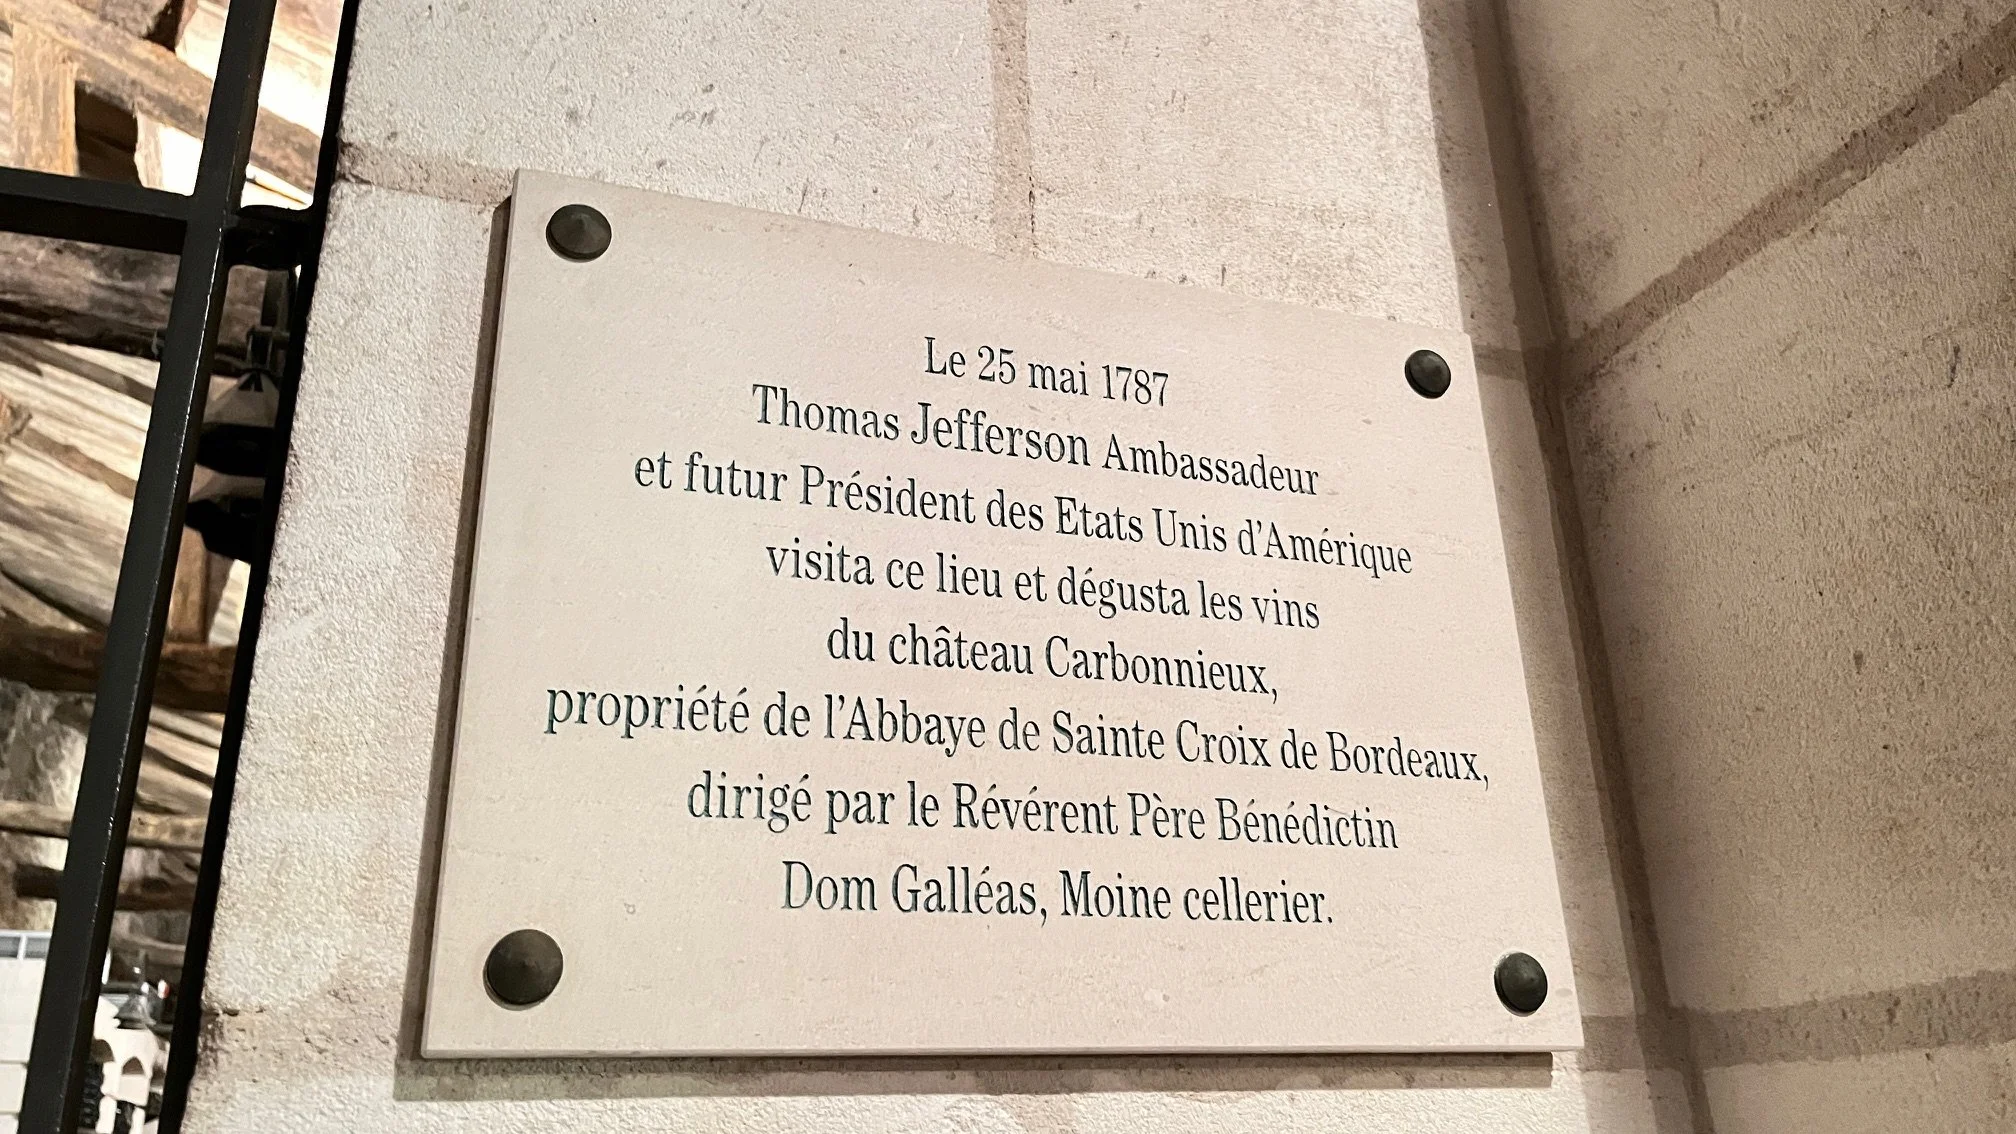 Le 25 mai 1787
Thomas Jefferson Ambassadeur
et futur Président des Etats Unis d'Amérique
visita ce lieu et dégusta les vins
du château Carbonnieux,
propriété de l'Abbaye de Sainte Croix de Bordeaux,
dirigé par le Révérent Père Bénédictin
Dom Galléas, Moine cellerier.